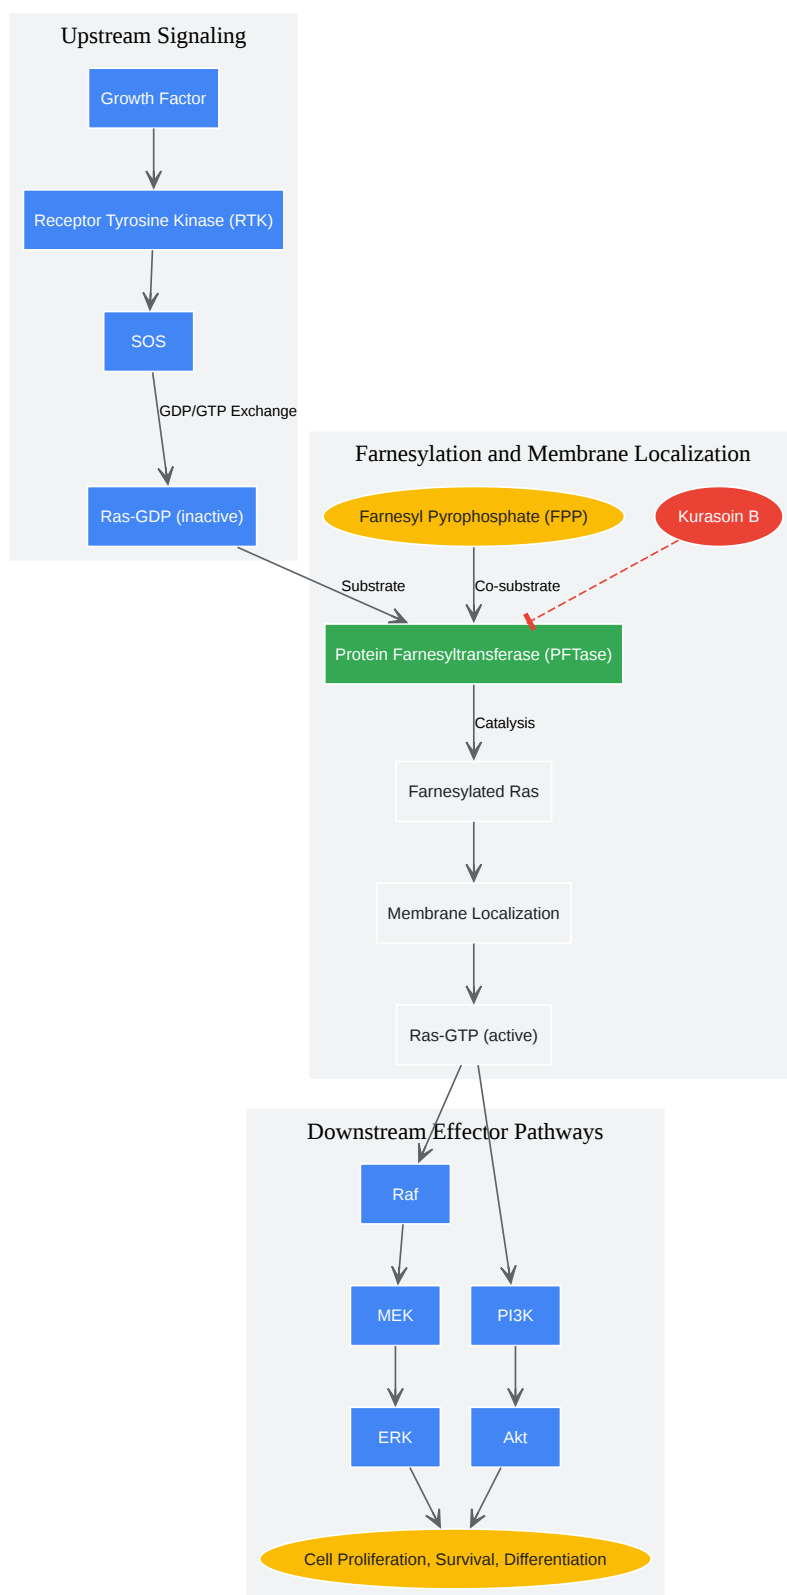 Upstream Signaling
Growth Factor
Receptor Tyrosine Kinase (RTK)
SOS
GDP/GTP Exchange
Ras-GDP (inactive)
Farnesylation and Membrane Localization
Farnesyl Pyrophosphate (FPP)
Kurasoin B
Substrate
Co-substrate
Protein Farnesyltransferase (PFTase)
Catalysis
Farnesylated Ras
Membrane Localization
Ras-GTP (active)
Downstream Effector Pathways
Raf
MEK
PI3K
ERK
Akt
Cell Proliferation, Survival, Differentiation